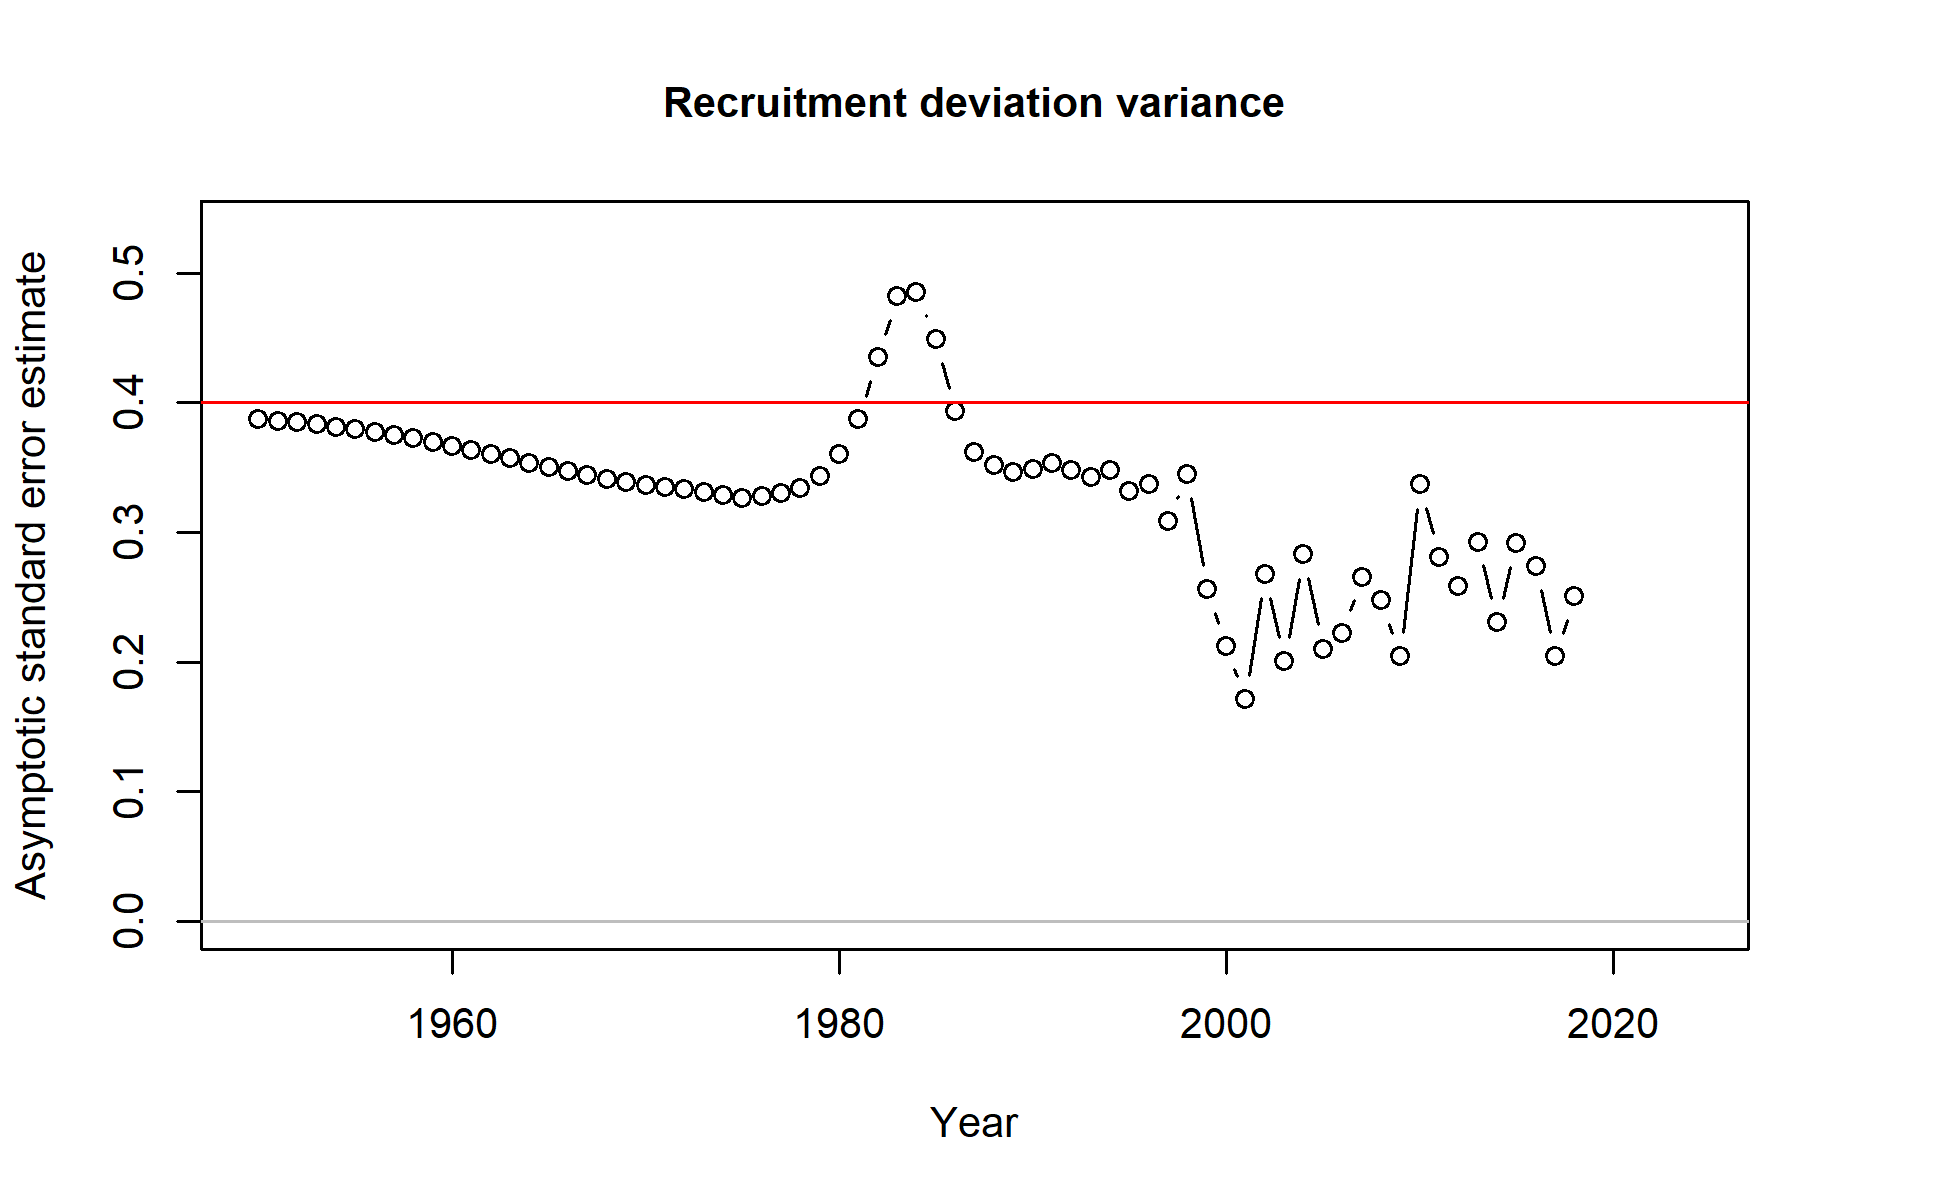 Recruitment deviation variance
Asymptotic standard error estimate
0.5
0.4
0.3
0.2
0.1
0.0
1960 1980 2000 2020
Year